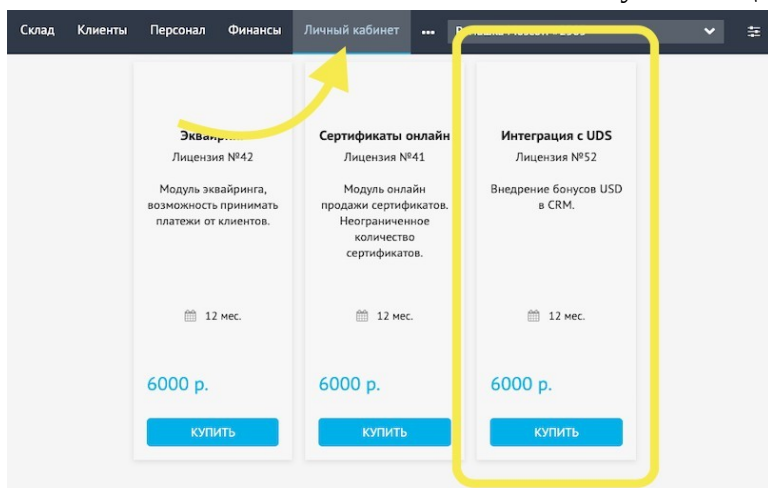 Склад Клиенты Персонал Финансы Личный кабинет •••
Лицензия №42
Модуль эквайринга,
возможность принимать
платежи от клиентов.
12 мес.
6000 р.
КУПИТЬ
Сертификаты онлайн
Лицензия №41
Модуль онлайн
продажи сертификатов.
Неограниченное
количество
сертификатов.
12 мес.
6000 р.
КУПИТЬ
Интеграция с UDS
Лицензия №52
Внедрение бонусов USD
в CRM.
12 мес.
6000 р.
КУПИТЬ